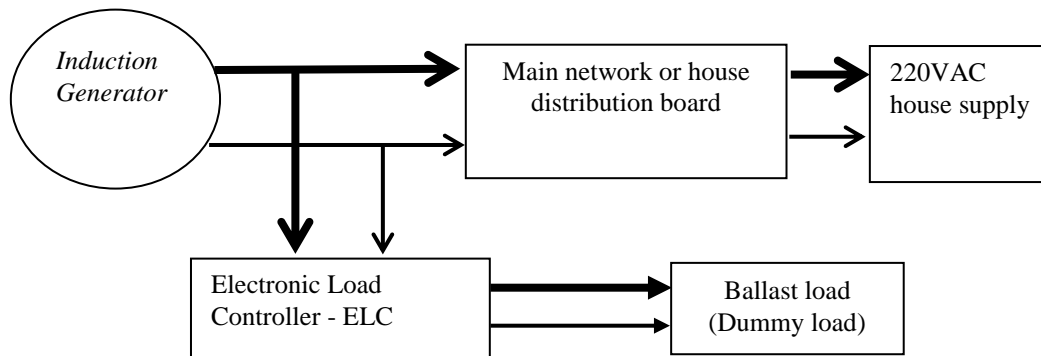 Induction
Generator
Main network or house
distribution board
220VAC
house supply
Electronic Load
Controller - ELC
Ballast load
(Dummy load)